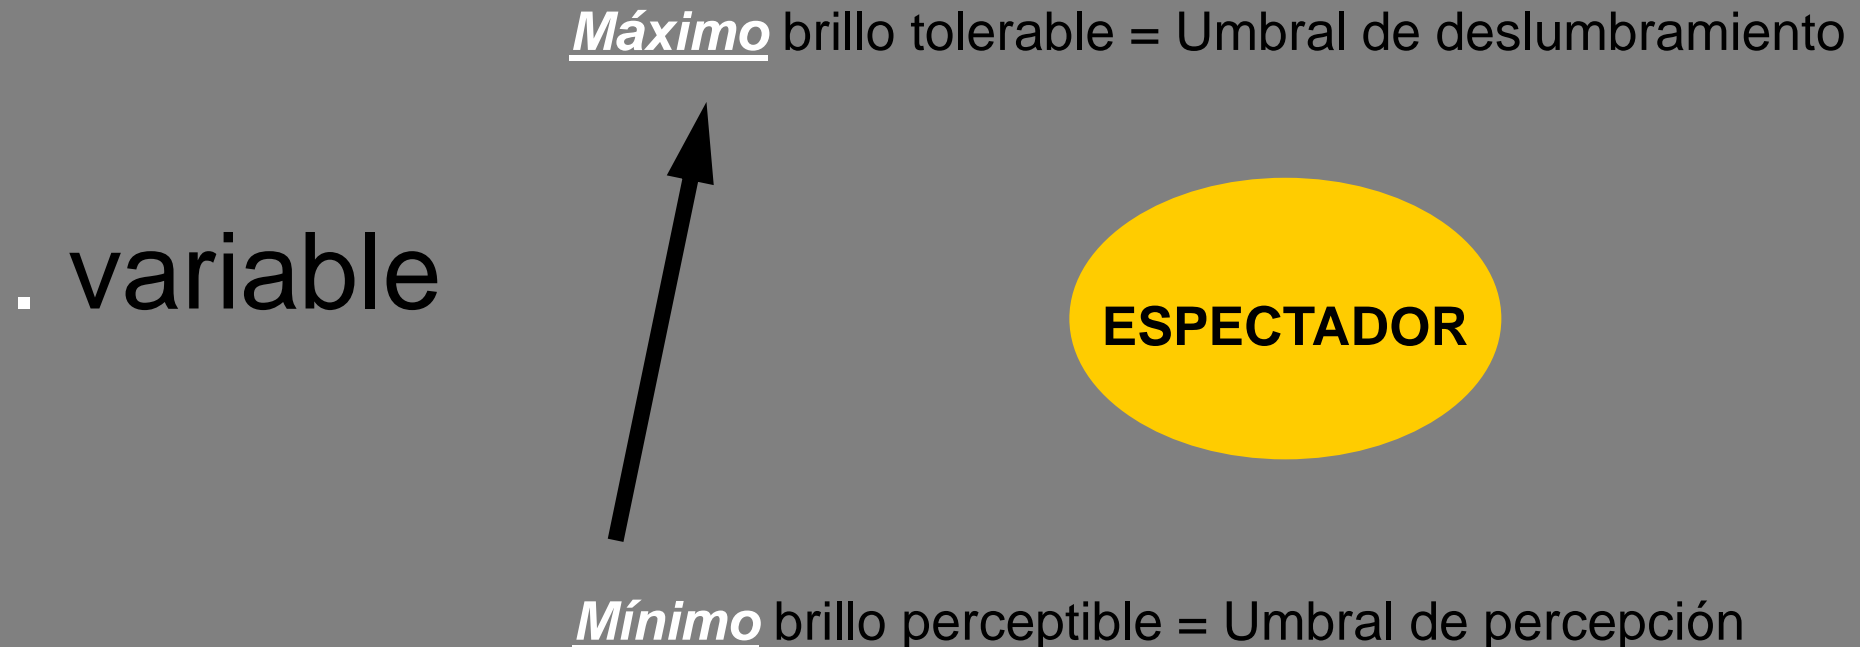 Máximo brillo tolerable = Umbral de deslumbramiento
. variable
ESPECTADOR
Mínimo brillo perceptible = Umbral de percepción